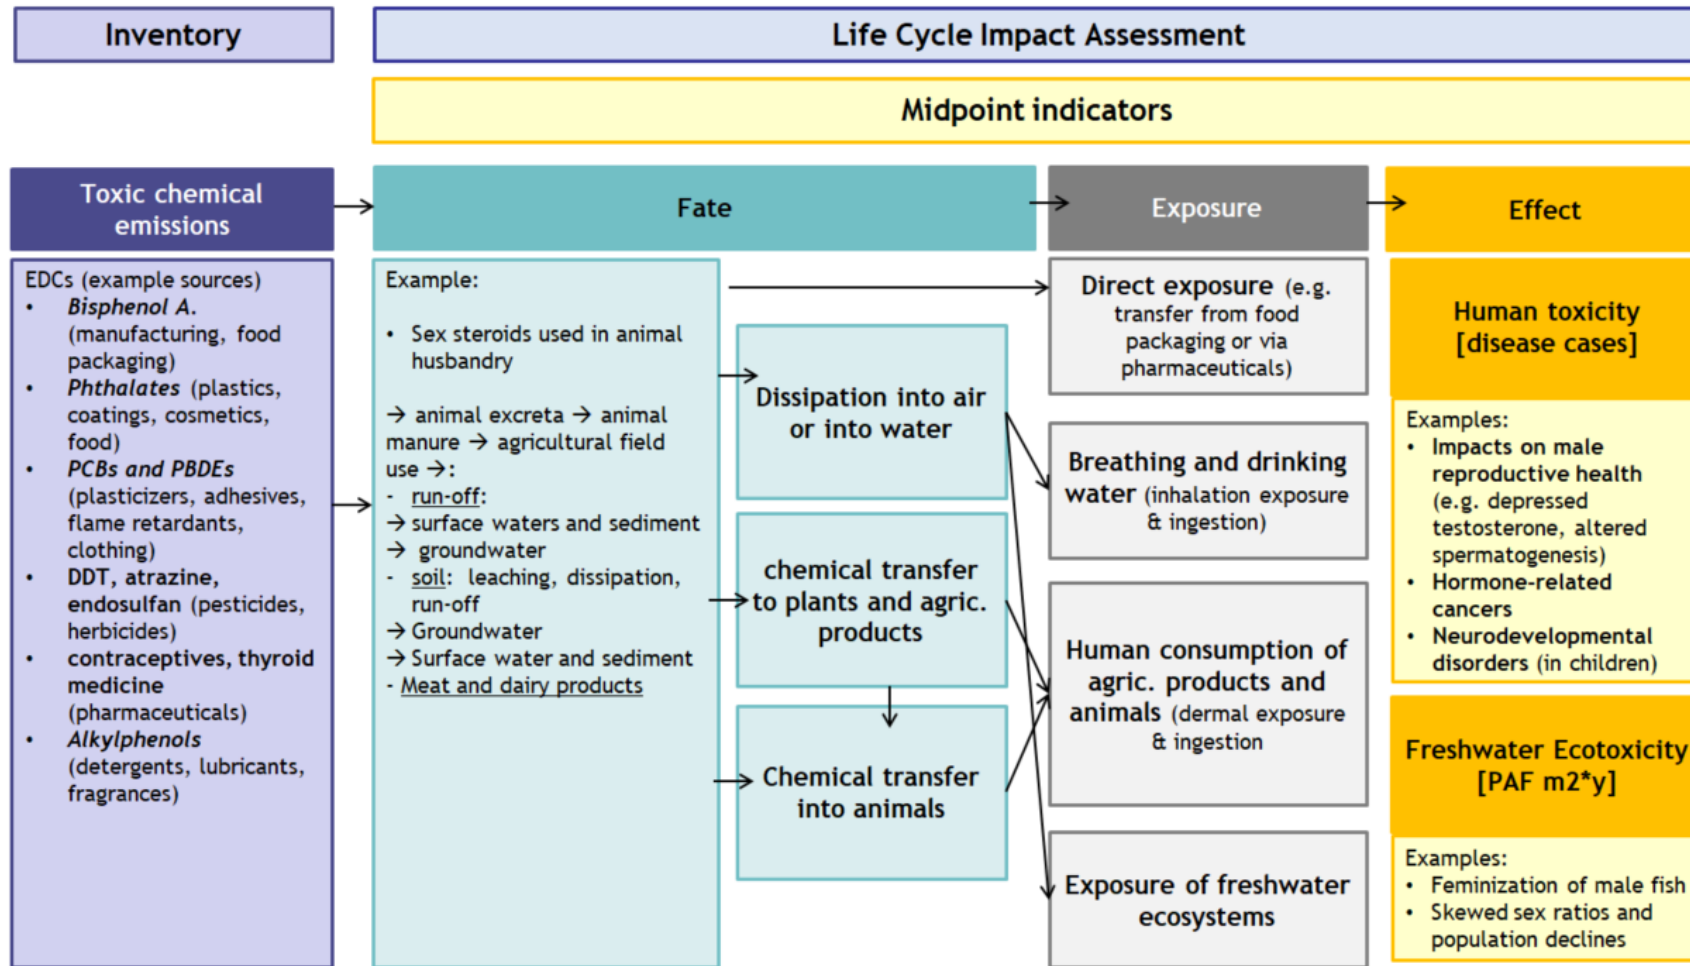 Inventory
Life Cycle Impact Assessment
Midpoint indicators
Toxic chemical
emissions
Fate
Exposure
Effect
EDCs (example sources)
• Bisphenol A.
(manufacturing, food
packaging)
• Phthalates (plastics,
coatings, cosmetics,
food)
• PCBs and PBDEs
(plasticizers, adhesives,
flame retardants,
clothing)
• DDT, atrazine,
endosulfan (pesticides,
herbicides)
• contraceptives, thyroid
medicine
(pharmaceuticals)
• Alkylphenols
(detergents, lubricants,
fragrances)
Example:
• Sex steroids used in animal
husbandry
→ animal excreta → animal
manure → agricultural field
use →:
- run-off:
→ surface waters and sediment
→ groundwater
- soil: leaching, dissipation,
run-off
→ Groundwater
→ Surface water and sediment
- Meat and dairy products
Dissipation into air
or into water
chemical transfer
to plants and agric.
products
Chemical transfer
into animals
Direct exposure (e.g.
transfer from food
packaging or via
pharmaceuticals)
Breathing and drinking
water (inhalation exposure
& ingestion)
Human consumption of
agric. products and
animals (dermal exposure
& ingestion
Exposure of freshwater
ecosystems
Human toxicity
[disease cases]
Examples:
• Impacts on male
reproductive health
(e.g. depressed
testosterone, altered
spermatogenesis)
• Hormone-related
cancers
• Neurodevelopmental
disorders (in children)
Freshwater Ecotoxicity
[PAF m2*y]
Examples:
• Feminization of male fish
• Skewed sex ratios and
population declines